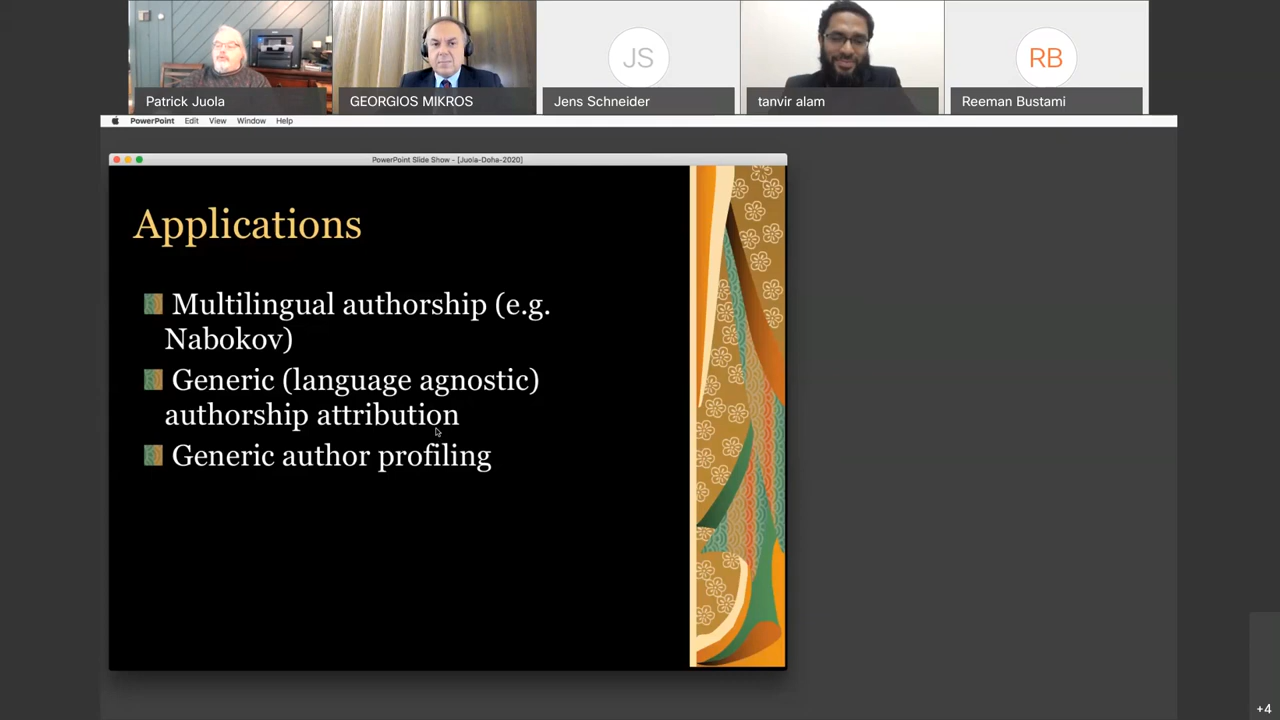 JS
RB
Patrick Juola
GEORGIOS MIKROS
Jens Schneider
tanvir alam
Reeman Bustami
PowerPoint Edit View Window Help
PowerPoint Slide Show - [Juola-Doha-2020]
Applications
Multilingual authorship (e.g.
Nabokov)
Generic (language agnostic)
authorship attribution
Generic author profiling
+4